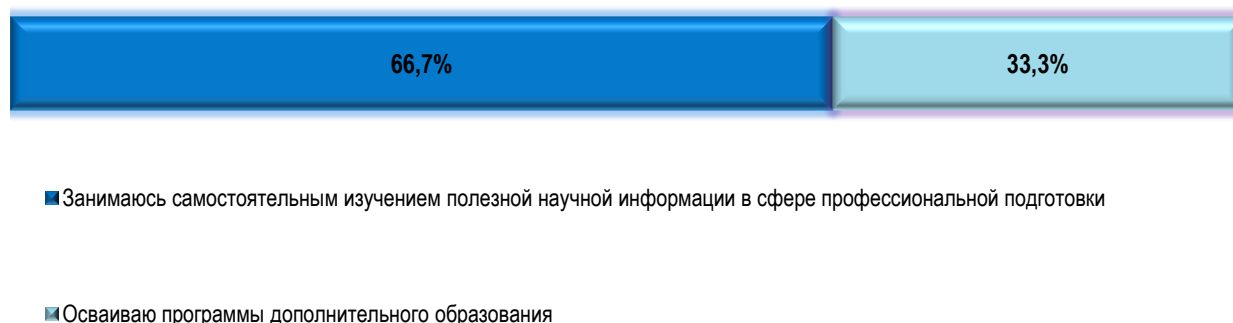 66,7% 33,3%
Занимаюсь самостоятельным изучением полезной научной информации в сфере профессиональной подготовки
Осваиваю программы дополнительного образования